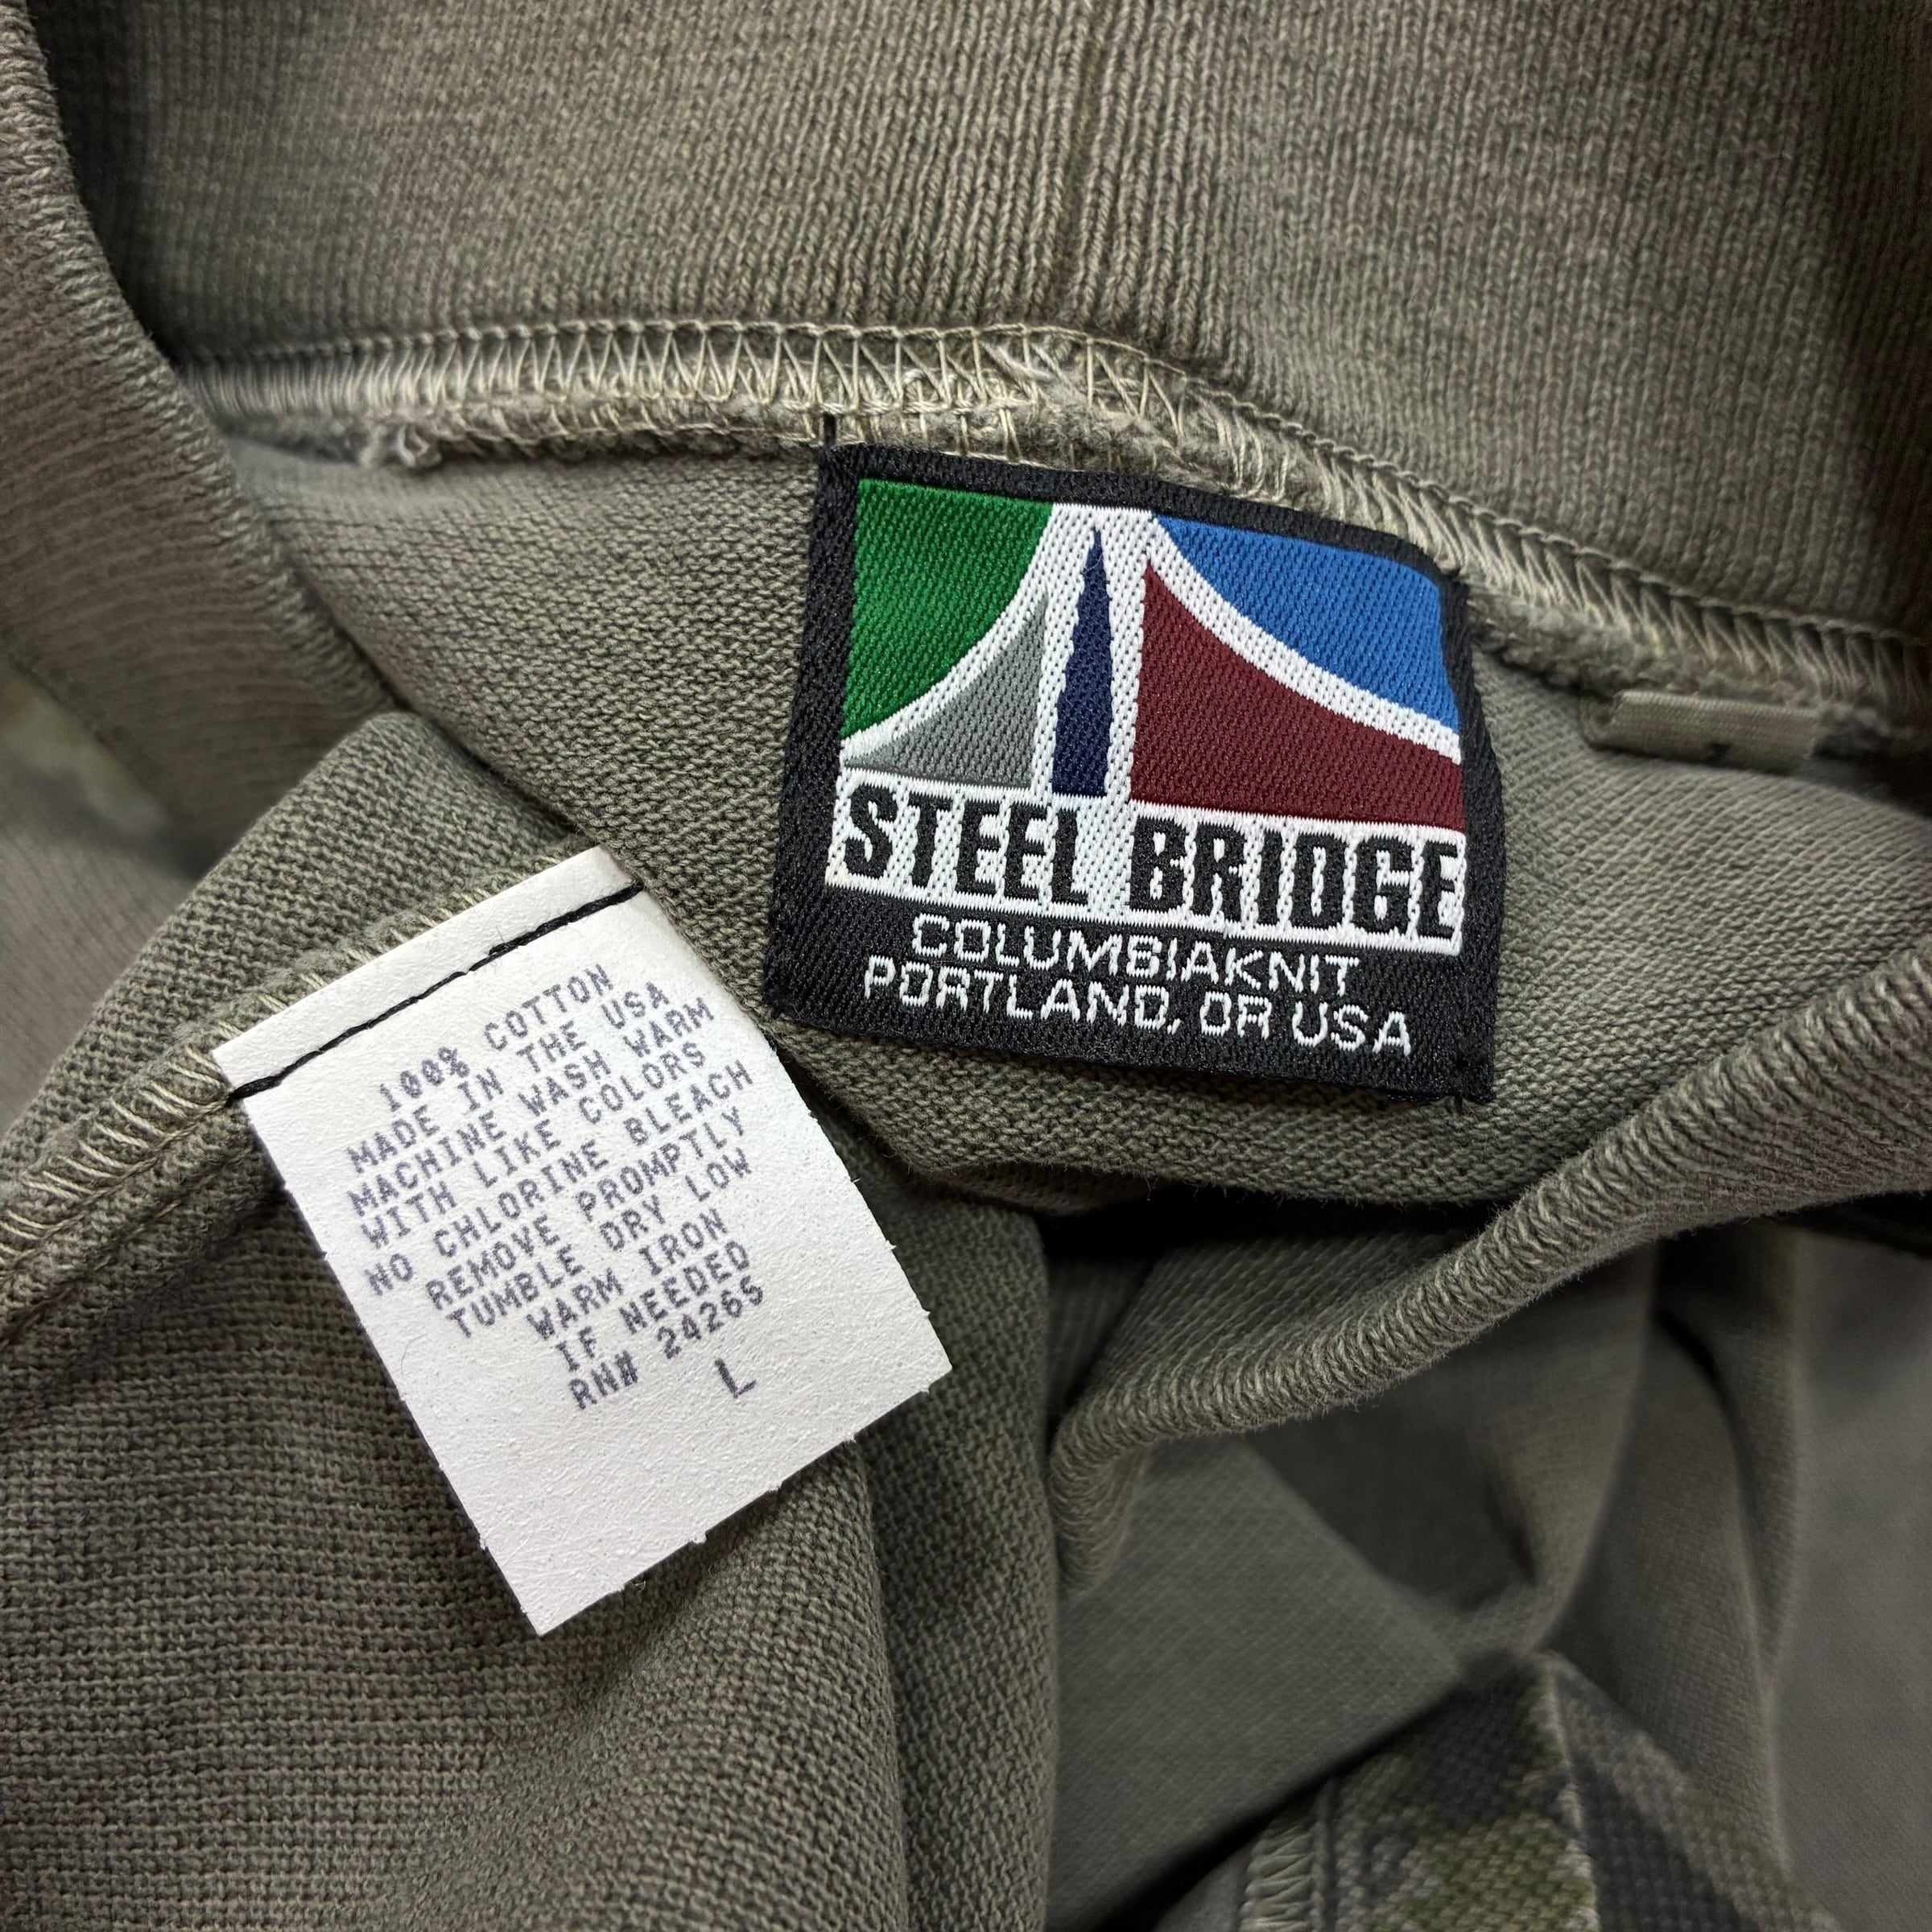 STEEL BRIDGE
COLUMBIAKNIT
PORTLAND, OR USA
100% COTTON
MADE IN THE USA
MACHINE WASH WARM
WITH LIKE COLORS
NO CHLORINE BLEACH
REMOVE PROMPTLY
TUMBLE DRY LOW
WARM IRON
IF NEEDED
RN# 24265
L